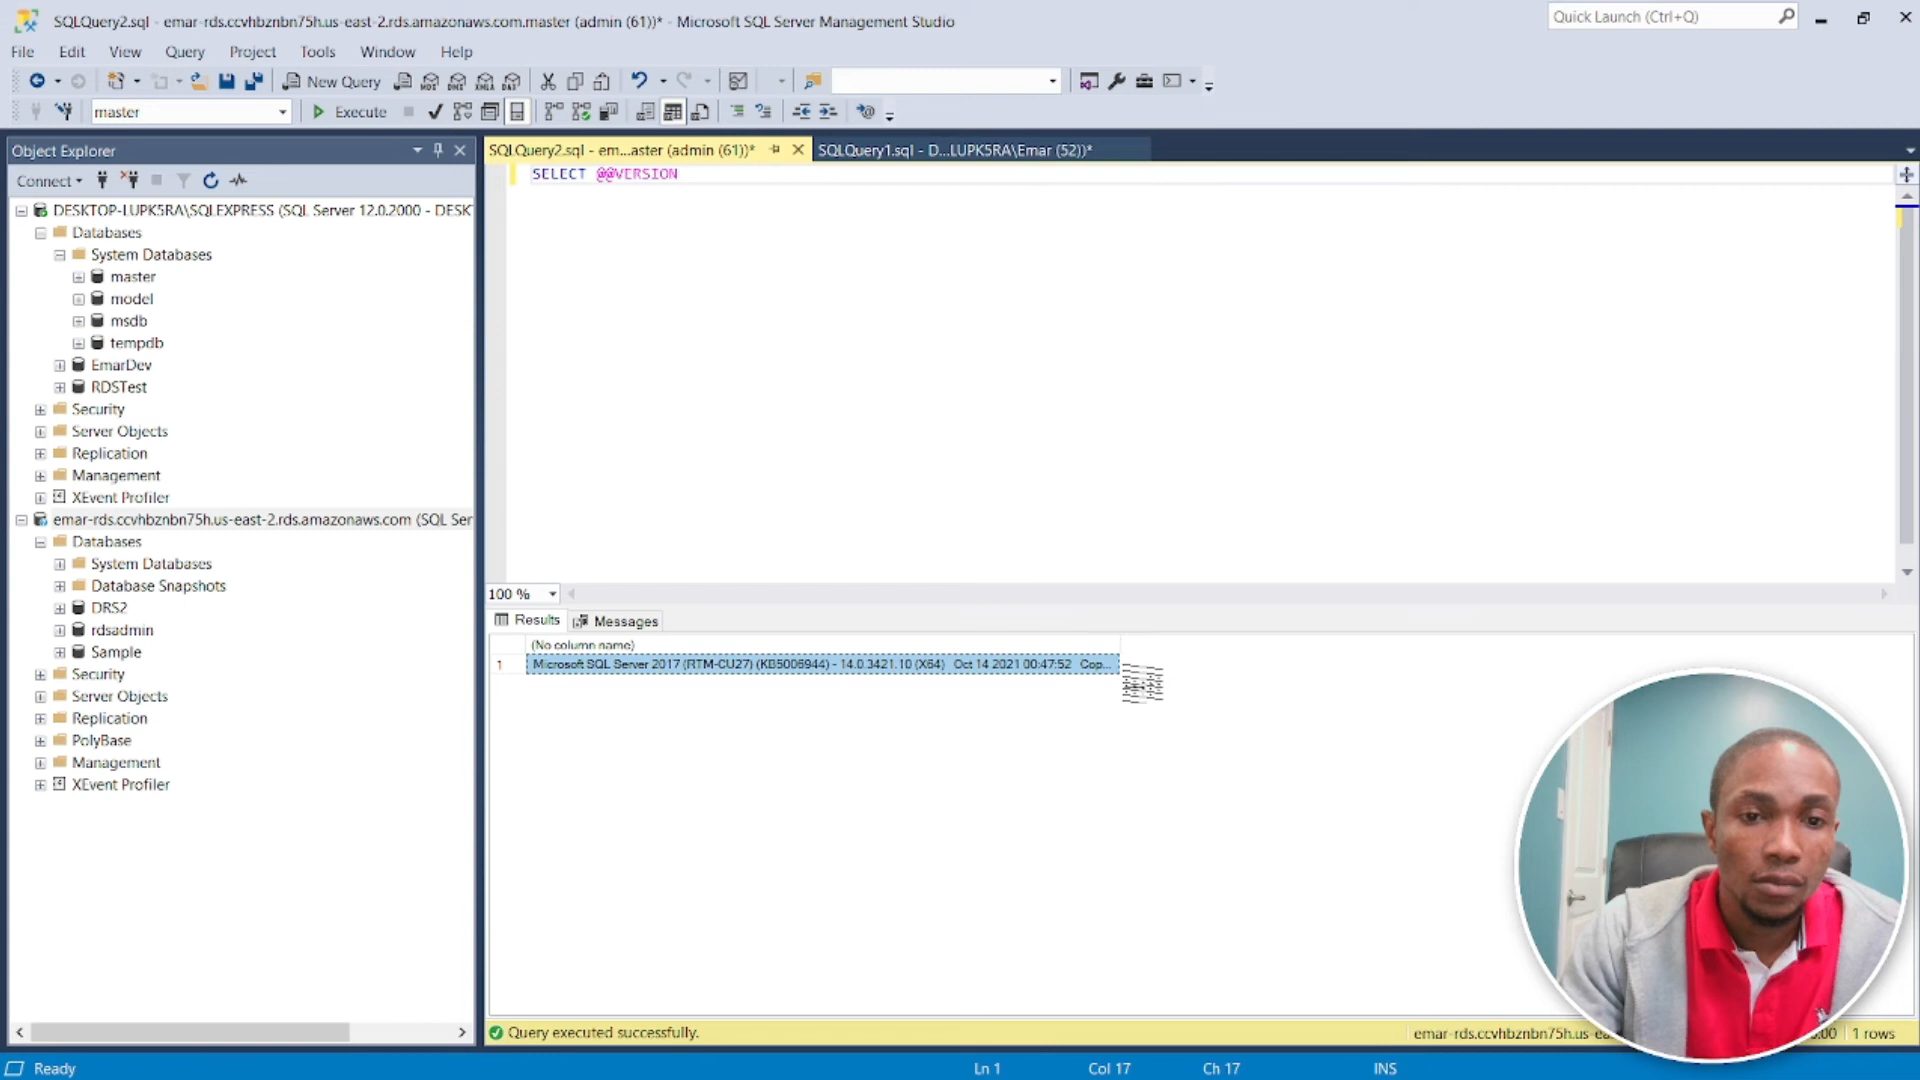 SQLQuery2.sql - emar-rds.ccvhbznbn75h.us-east-2.rds.amazonaws.com.master (admin (61))* - Microsoft SQL Server Management Studio
Quick Launch (Ctrl+Q)
File Edit View Query Project Tools Window Help
New Query
master
Execute
Object Explorer
SQLQuery2.sql - em...aster (admin (61))*
SQLQuery1.sql - D...LUPK5RA\Emar (52))*
Connect
SELECT @@VERSION
DESKTOP-LUPK5RA\SQLEXPRESS (SQL Server 12.0.2000 - DESK
Databases
System Databases
master
model
msdb
tempdb
EmarDev
RDSTest
Security
Server Objects
Replication
Management
XEvent Profiler
emar-rds.ccvhbznbn75h.us-east-2.rds.amazonaws.com (SQL Ser
Databases
System Databases
Database Snapshots
DRS2
rdsadmin
Sample
Security
Server Objects
Replication
PolyBase
Management
XEvent Profiler
100 %
Results Messages
(No column name)
1 Microsoft SQL Server 2017 (RTM-CU27) (KB5006944) - 14.0.3421.10 (X64) Oct 14 2021 00:47:52 Cop...
Query executed successfully.
emar-rds.ccvhbznbn75h.us-ea
:00 1 rows
Ready
Ln 1
Col 17
Ch 17
INS